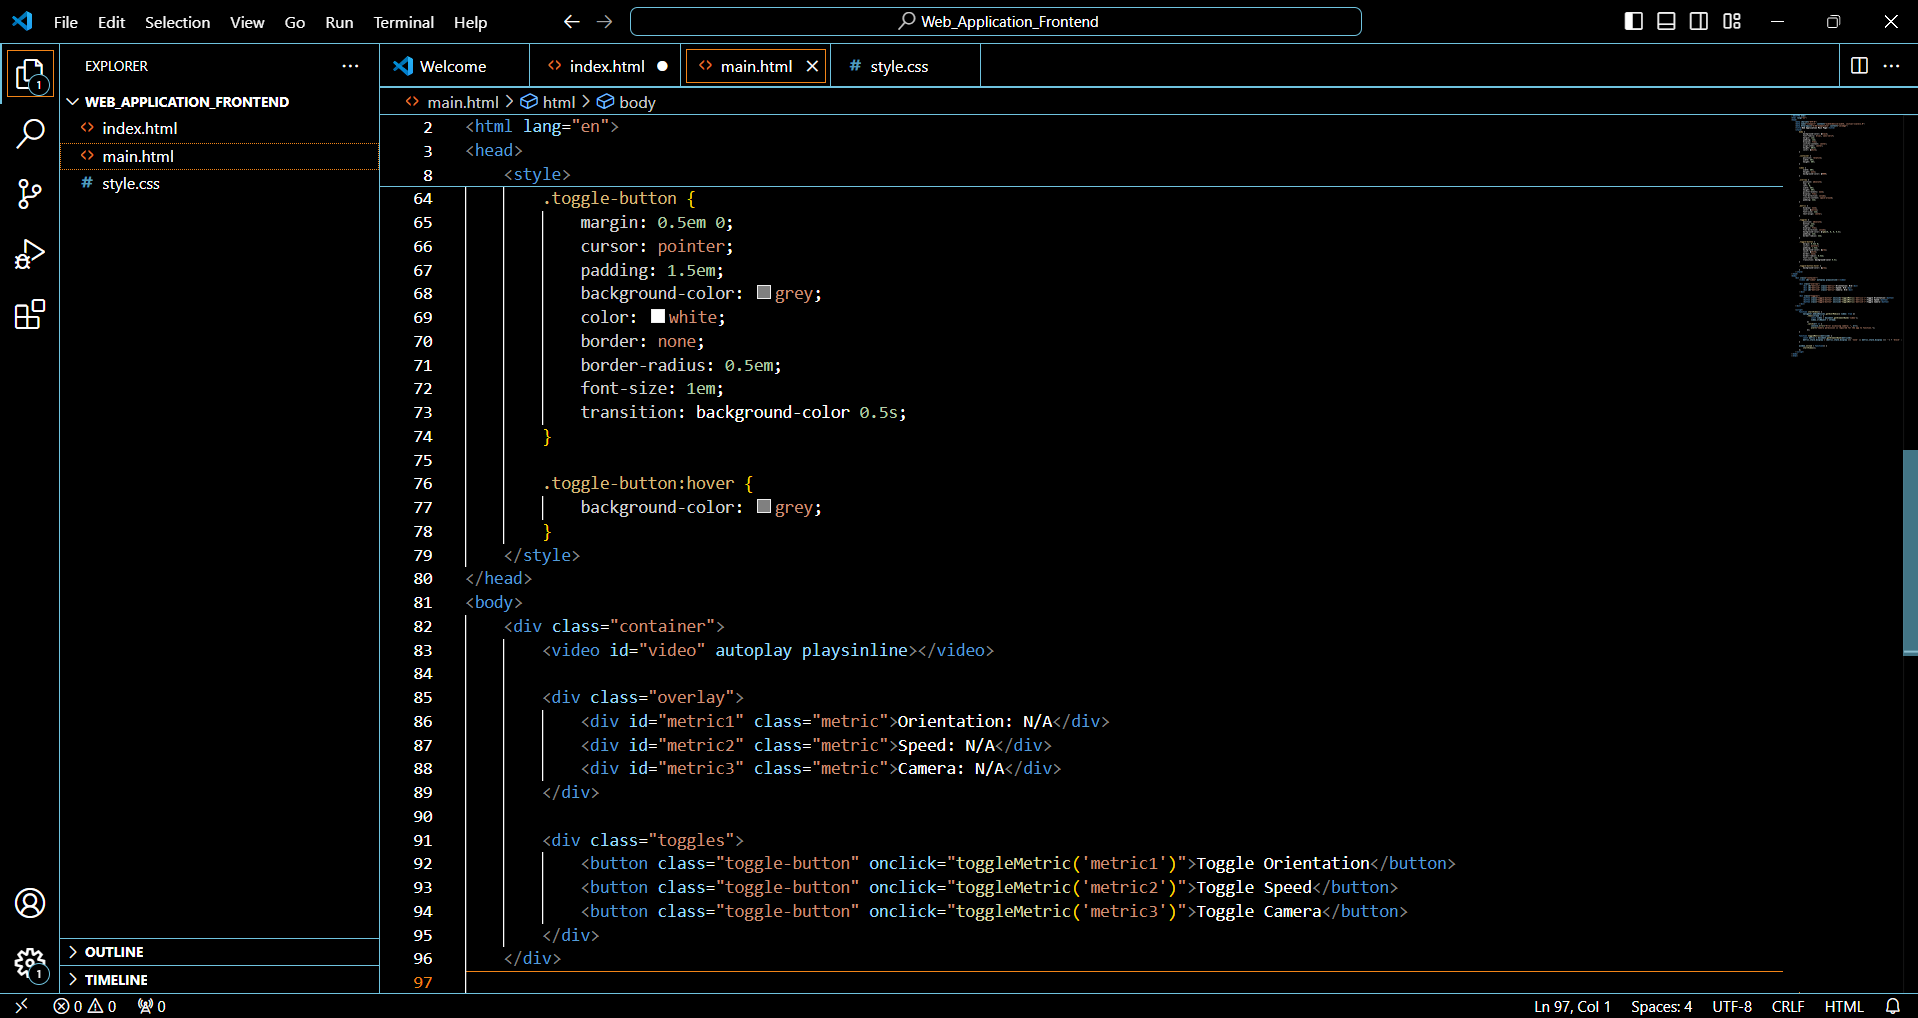 File Edit Selection View Go Run Terminal Help
Web_Application_Frontend
EXPLORER
Welcome
index.html
main.html
# style.css
1
WEB_APPLICATION_FRONTEND
index.html
main.html
# style.css
main.html > html > body
2 <html lang="en">
3 <head>
8 <style>
64 .toggle-button {
65 margin: 0.5em 0;
66 cursor: pointer;
67 padding: 1.5em;
68 background-color: grey;
69 color: white;
70 border: none;
71 border-radius: 0.5em;
72 font-size: 1em;
73 transition: background-color 0.5s;
74 }
75
76 .toggle-button:hover {
77 background-color: grey;
78 }
79 </style>
80 </head>
81 <body>
82 <div class="container">
83 <video id="video" autoplay playsinline></video>
84
85 <div class="overlay">
86 <div id="metric1" class="metric">Orientation: N/A</div>
87 <div id="metric2" class="metric">Speed: N/A</div>
88 <div id="metric3" class="metric">Camera: N/A</div>
89 </div>
90
91 <div class="toggles">
92 <button class="toggle-button" onclick="toggleMetric('metric1')">Toggle Orientation</button>
93 <button class="toggle-button" onclick="toggleMetric('metric2')">Toggle Speed</button>
94 <button class="toggle-button" onclick="toggleMetric('metric3')">Toggle Camera</button>
95 </div>
96 </div>
97
OUTLINE
1
TIMELINE
0 0 0
Ln 97, Col 1 Spaces: 4 UTF-8 CRLF HTML